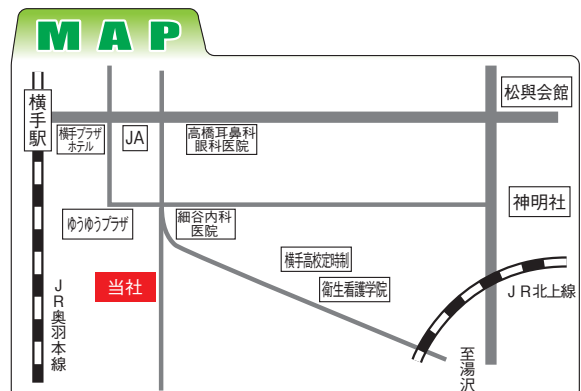 MAP
横手駅
松與会館
横手プラザ
ホテル
JA
高橋耳鼻科
眼科医院
神明社
ゆうゆうプラザ
細谷内科
医院
横手高校定時制
衛生看護学院
当社
JR奥羽本線
JR北上線
至湯沢